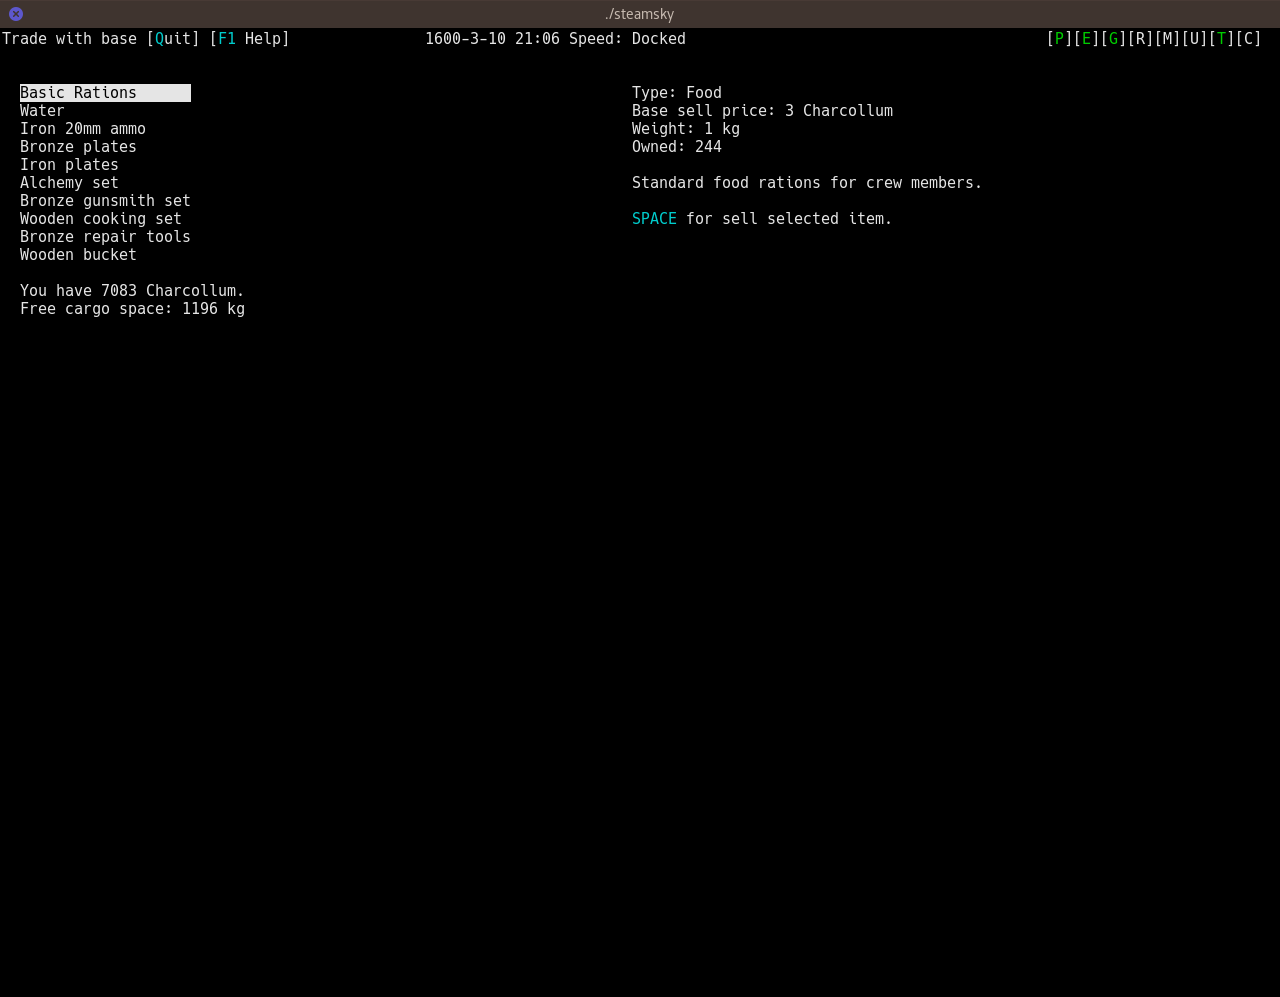 ./steamsky
Trade with base [Quit] [F1 Help] 1600-3-10 21:06 Speed: Docked [P][E][G][R][M][U][T][C]
Basic Rations
Water
Iron 20mm ammo
Bronze plates
Iron plates
Alchemy set
Bronze gunsmith set
Wooden cooking set
Bronze repair tools
Wooden bucket
You have 7083 Charcollum.
Free cargo space: 1196 kg
Type: Food
Base sell price: 3 Charcollum
Weight: 1 kg
Owned: 244
Standard food rations for crew members.
SPACE for sell selected item.